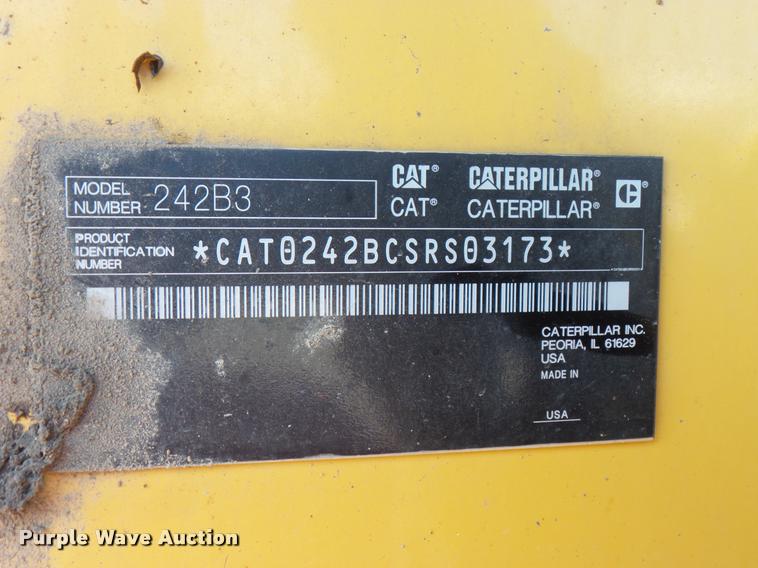 CAT® CATERPILLAR®
MODEL NUMBER 242B3
CAT® CATERPILLAR® C®
PRODUCT IDENTIFICATION NUMBER *CAT0242BCSRS03173*
CATERPILLAR INC.
PEORIA, IL 61629
USA
MADE IN
USA
Purple Wave Auction